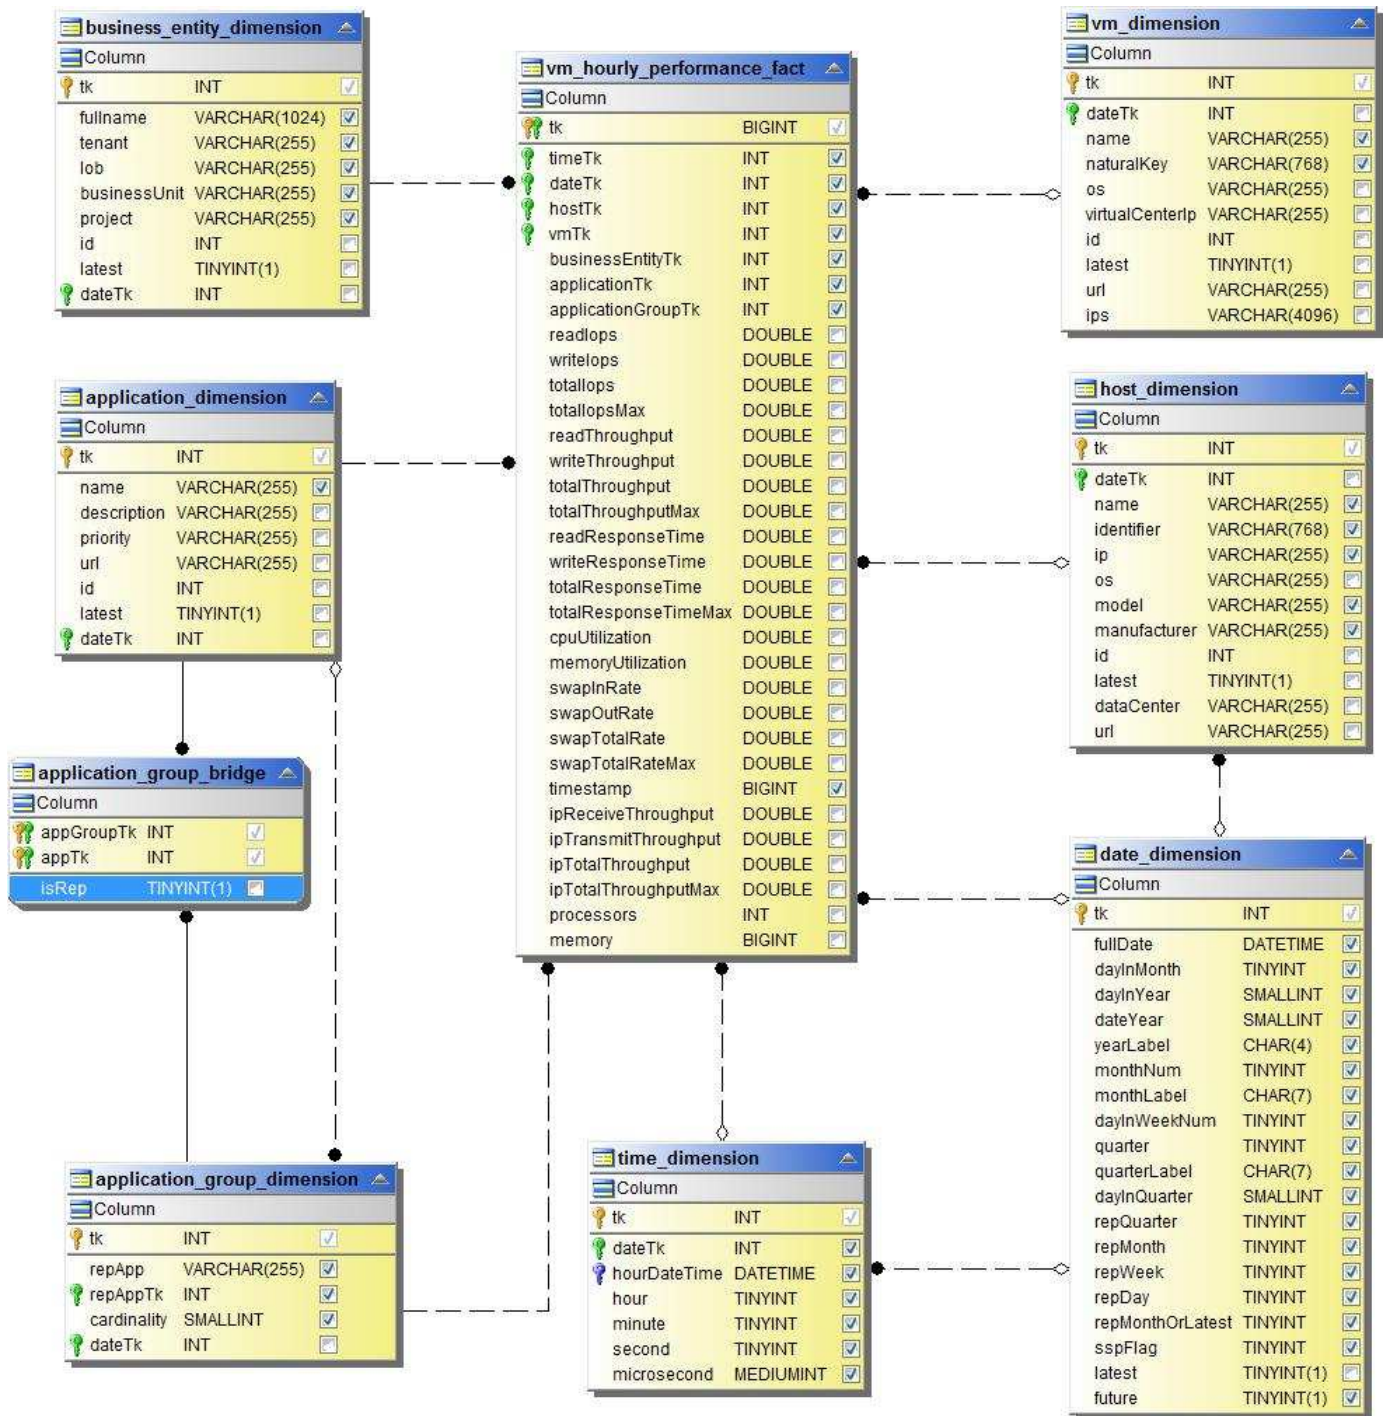 business_entity_dimension
Column
tk INT
fullname VARCHAR(1024)
tenant VARCHAR(255)
lob VARCHAR(255)
businessUnit VARCHAR(255)
project VARCHAR(255)
id INT
latest TINYINT(1)
dateTk INT
vm_hourly_performance_fact
Column
tk BIGINT
timeTk INT
dateTk INT
hostTk INT
vmTk INT
businessEntityTk INT
applicationTk INT
applicationGroupTk INT
readIops DOUBLE
writeIops DOUBLE
totalIops DOUBLE
totalIopsMax DOUBLE
readThroughput DOUBLE
writeThroughput DOUBLE
totalThroughput DOUBLE
totalThroughputMax DOUBLE
readResponseTime DOUBLE
writeResponseTime DOUBLE
totalResponseTime DOUBLE
totalResponseTimeMax DOUBLE
cpuUtilization DOUBLE
memoryUtilization DOUBLE
swapInRate DOUBLE
swapOutRate DOUBLE
swapTotalRate DOUBLE
swapTotalRateMax DOUBLE
timestamp BIGINT
ipReceiveThroughput DOUBLE
ipTransmitThroughput DOUBLE
ipTotalThroughput DOUBLE
ipTotalThroughputMax DOUBLE
processors INT
memory BIGINT
vm_dimension
Column
tk INT
dateTk INT
name VARCHAR(255)
naturalKey VARCHAR(768)
os VARCHAR(255)
virtualCenterIp VARCHAR(255)
id INT
latest TINYINT(1)
url VARCHAR(255)
ips VARCHAR(4096)
application_dimension
Column
tk INT
name VARCHAR(255)
description VARCHAR(255)
priority VARCHAR(255)
url VARCHAR(255)
id INT
latest TINYINT(1)
dateTk INT
host_dimension
Column
tk INT
dateTk INT
name VARCHAR(255)
identifier VARCHAR(768)
ip VARCHAR(255)
os VARCHAR(255)
model VARCHAR(255)
manufacturer VARCHAR(255)
id INT
latest TINYINT(1)
dataCenter VARCHAR(255)
url VARCHAR(255)
application_group_bridge
Column
appGroupTk INT
appTk INT
isRep TINYINT(1)
date_dimension
Column
tk INT
fullDate DATETIME
dayInMonth TINYINT
dayInYear SMALLINT
dateYear SMALLINT
yearLabel CHAR(4)
monthNum TINYINT
monthLabel CHAR(7)
dayInWeekNum TINYINT
quarter TINYINT
quarterLabel CHAR(7)
dayInQuarter SMALLINT
repQuarter TINYINT
repMonth TINYINT
repWeek TINYINT
repDay TINYINT
repMonthOrLatest TINYINT
sspFlag TINYINT
latest TINYINT(1)
future TINYINT(1)
application_group_dimension
Column
tk INT
repApp VARCHAR(255)
repAppTk INT
cardinality SMALLINT
dateTk INT
time_dimension
Column
tk INT
dateTk INT
hourDateTime DATETIME
hour TINYINT
minute TINYINT
second TINYINT
microsecond MEDIUMINT